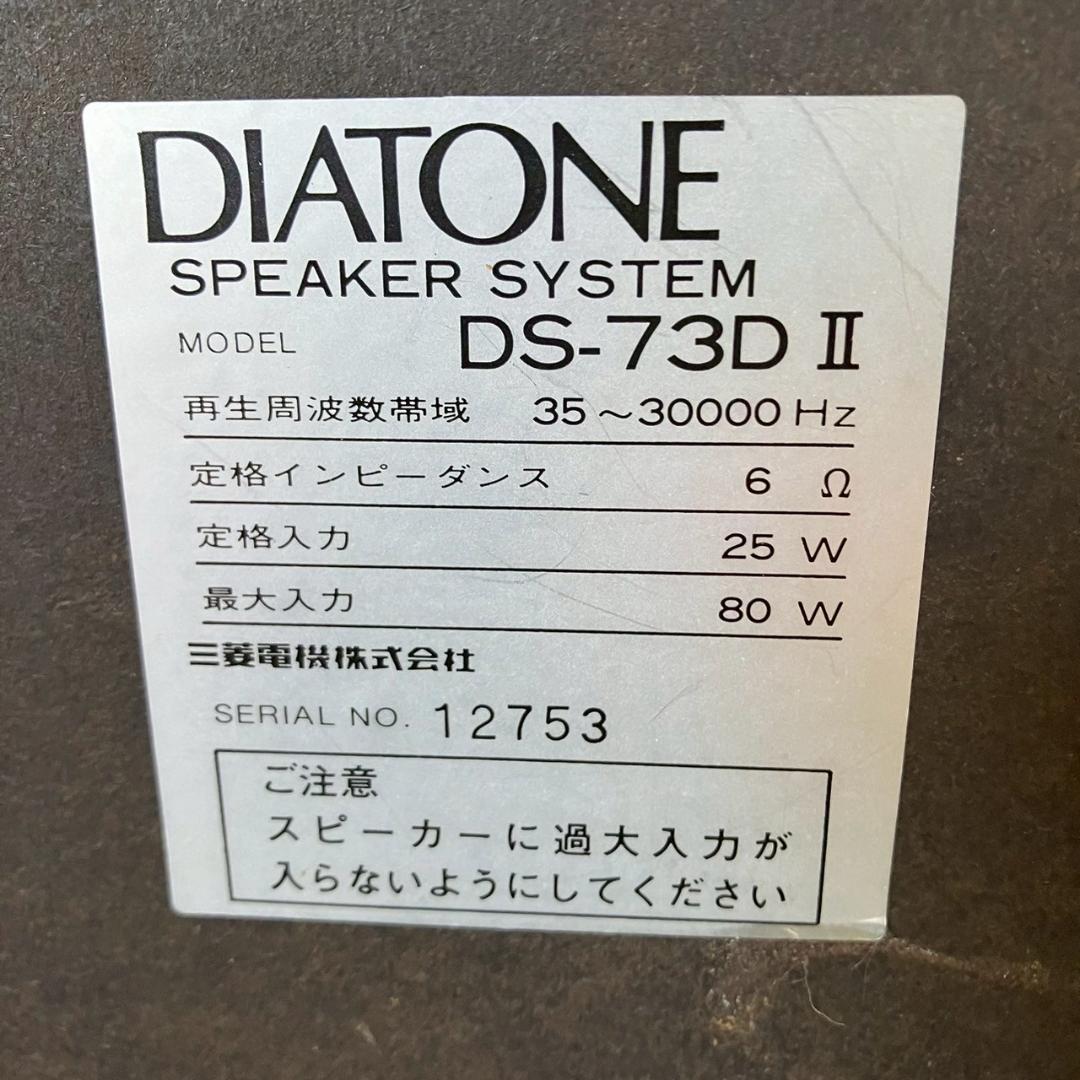 DIATONE
SPEAKER SYSTEM
MODEL DS-73D II
再生周波数帯域 35～30000 Hz
定格インピーダンス 6 Ω
定格入力 25 W
最大入力 80 W
三菱電機株式会社
SERIAL NO. 12753
ご注意
スピーカーに過大入力が
入らないようにしてください